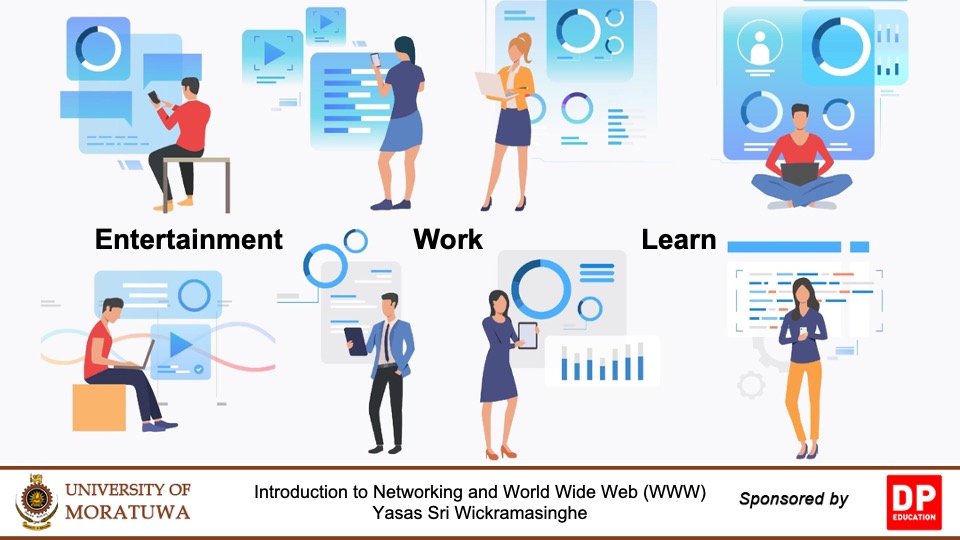 Entertainment
Work
Learn
UNIVERSITY OF
MORATUWA
Introduction to Networking and World Wide Web (WWW)
Yasas Sri Wickramasinghe
Sponsored by
DP
EDUCATION